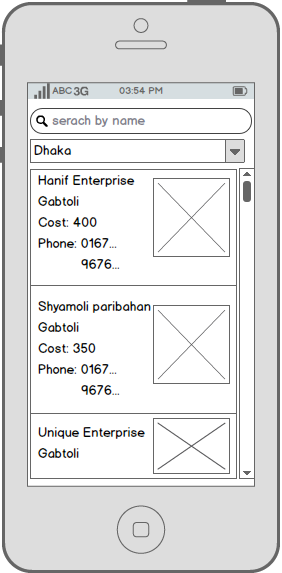 ABC 3G 03:54 PM
serach by name
Dhaka
Hanif Enterprise
Gabtoli
Cost: 400
Phone: 0167...
9676...
Shyamoli paribahan
Gabtoli
Cost: 350
Phone: 0167...
9676...
Unique Enterprise
Gabtoli